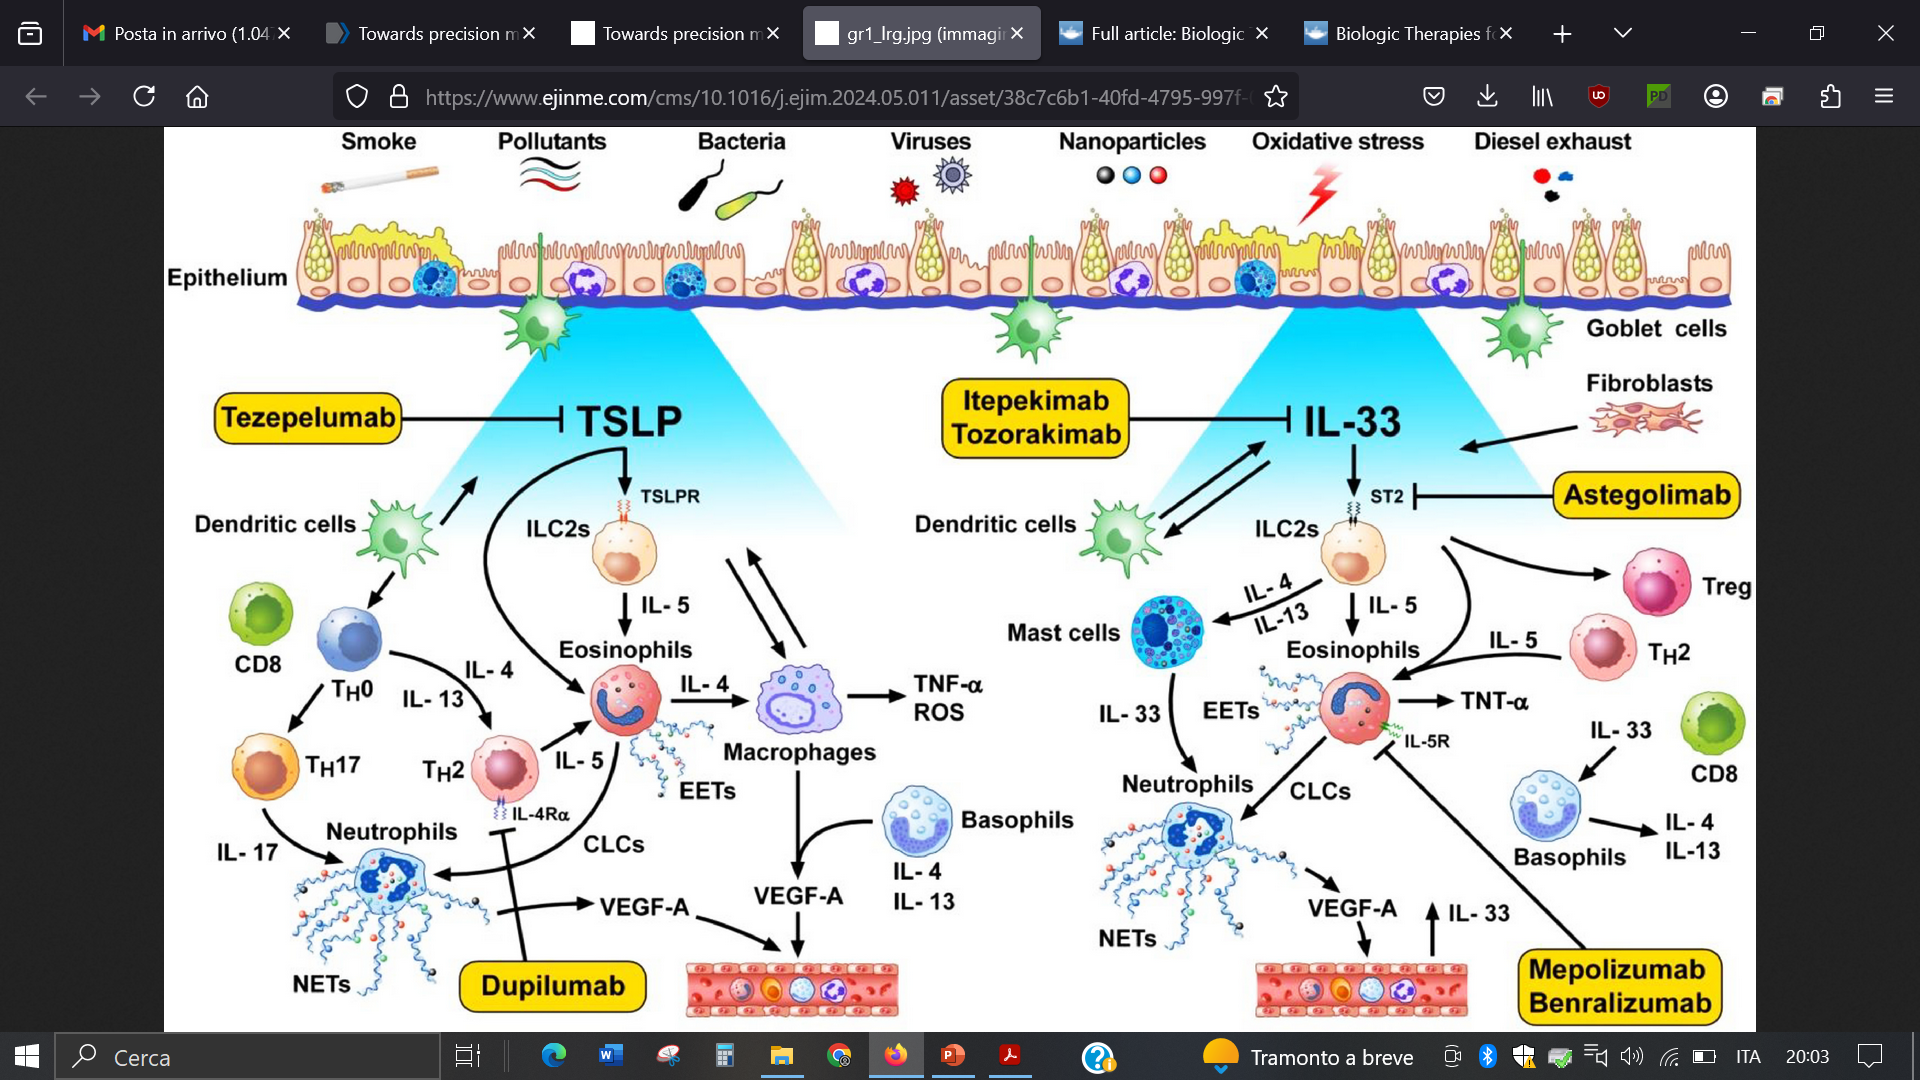 Posta in arrivo (1.047
Towards precision m
Towards precision m
gr1_lrg.jpg (immagin
Full article: Biologic T
Biologic Therapies fo
https://www.ejinme.com/cms/10.1016/j.ejim.2024.05.011/asset/38c7c6b1-40fd-4795-997f-
Smoke
Pollutants
Bacteria
Viruses
Nanoparticles
Oxidative stress
Diesel exhaust
Epithelium
Goblet cells
Fibroblasts
Tezepelumab
TSLP
TSLPR
Dendritic cells
ILC2s
CD8
TH0
IL- 5
Eosinophils
IL- 4
IL- 13
IL- 4
TNF-α
ROS
Macrophages
TH17
TH2
IL- 5
IL-4Rα
EETs
Neutrophils
IL- 17
CLCs
Basophils
IL- 4
IL- 13
VEGF-A
VEGF-A
NETs
Dupilumab
Itepekimab
Tozorakimab
IL-33
ST2
Astegolimab
Dendritic cells
ILC2s
Treg
IL- 4
IL-13
IL- 5
Mast cells
Eosinophils
IL- 5
TH2
IL- 33
EETs
TNT-α
IL-5R
IL- 33
CD8
Neutrophils
CLCs
Basophils
IL- 4
IL-13
VEGF-A
IL- 33
NETs
Mepolizumab
Benralizumab
Cerca
Tramonto a breve
ITA
20:03